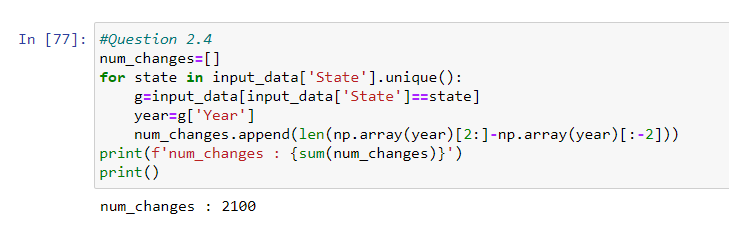 In [77]: #Question 2.4
num_changes=[]
for state in input_data['State'].unique():
    g=input_data[input_data['State']==state]
    year=g['Year']
    num_changes.append(len(np.array(year)[2:]-np.array(year)[:-2]))
print(f'num_changes : {sum(num_changes)}')
print()
num_changes : 2100